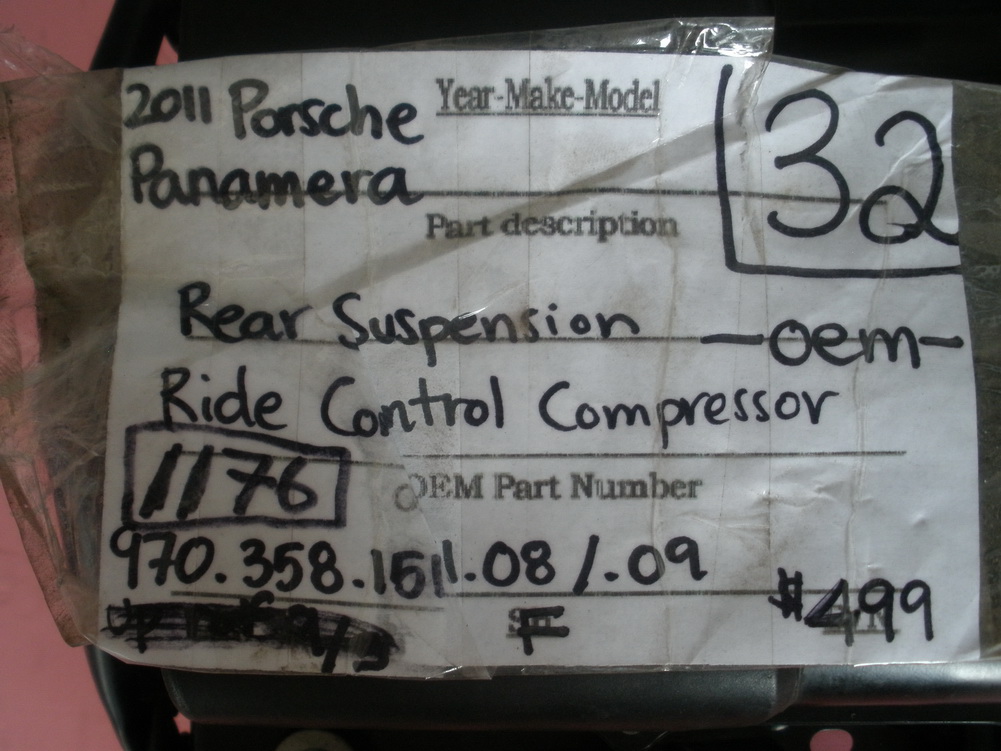 2011 Porsche Year-Make-Model 32
Panamera
Part description
Rear Suspension -oem-
Ride Control Compressor
1176 OEM Part Number
970.358.151.08/.09
F $499